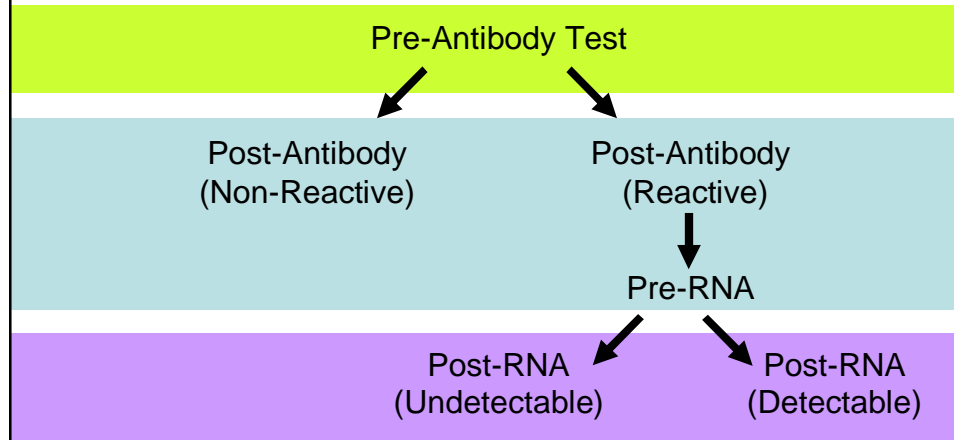 Pre-Antibody Test
Post-Antibody
(Non-Reactive)
Post-Antibody
(Reactive)
Pre-RNA
Post-RNA
(Undetectable)
Post-RNA
(Detectable)